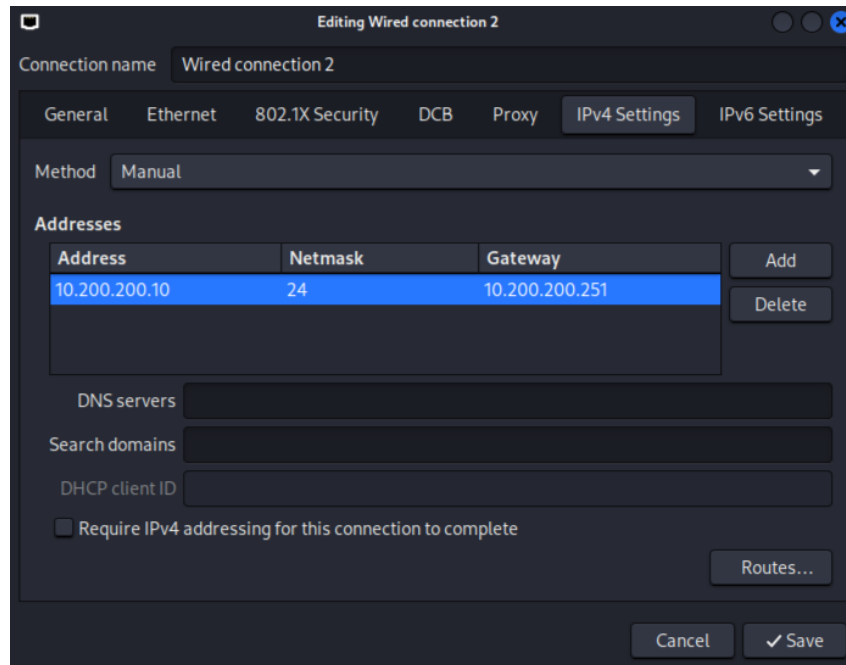 Editing Wired connection 2
Connection name Wired connection 2
General Ethernet 802.1X Security DCB Proxy IPv4 Settings IPv6 Settings
Method Manual
Addresses
Address Netmask Gateway Add
10.200.200.10 24 10.200.200.251
Delete
DNS servers
Search domains
DHCP client ID
Require IPv4 addressing for this connection to complete
Routes...
Cancel Save